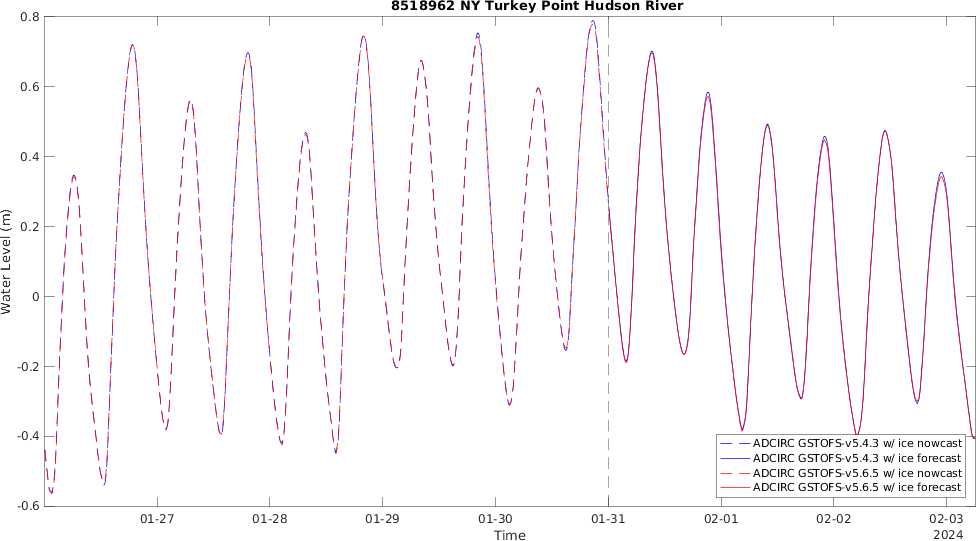 8518962 NY Turkey Point Hudson River
0.8
0.6
0.4
0.2
0
-0.2
-0.4
-0.6
Water Level (m)
ADCIRC GSTOFS-v5.4.3 w/ ice nowcast
ADCIRC GSTOFS-v5.4.3 w/ ice forecast
ADCIRC GSTOFS-v5.6.5 w/ ice nowcast
ADCIRC GSTOFS-v5.6.5 w/ ice forecast
01-27 01-28 01-29 01-30 01-31 02-01 02-02 02-03
Time 2024